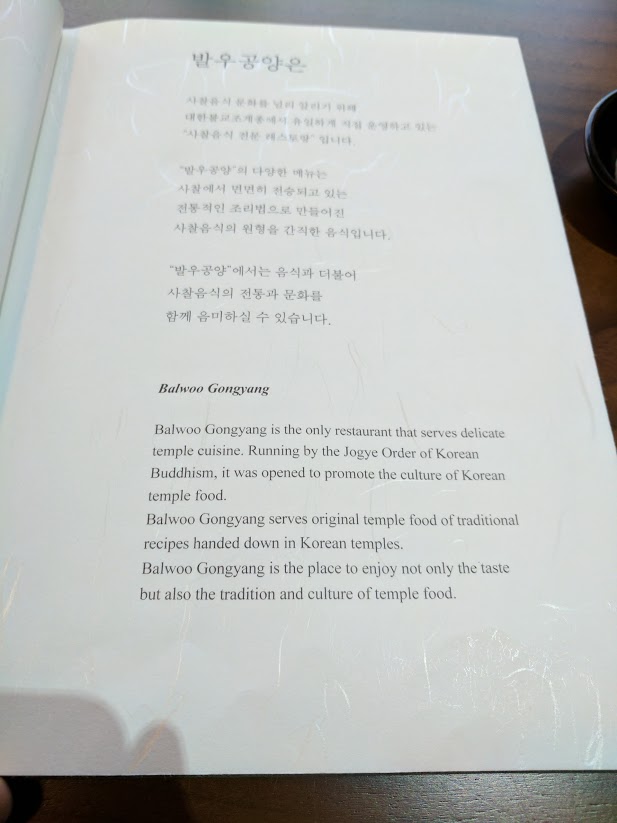 발우공양은
사찰음식 문화를 널리 알리기 위해
대한불교조계종에서 유일하게 직접 운영하고 있는
"사찰음식 전문 레스토랑" 입니다.
"발우공양"의 다양한 메뉴는
사찰에서 면면히 전승되고 있는
전통적인 조리법으로 만들어진
사찰음식의 원형을 간직한 음식입니다.
"발우공양"에서는 음식과 더불어
사찰음식의 전통과 문화를
함께 음미하실 수 있습니다.
Balwoo Gongyang
Balwoo Gongyang is the only restaurant that serves delicate
temple cuisine. Running by the Jogye Order of Korean
Buddhism, it was opened to promote the culture of Korean
temple food.
Balwoo Gongyang serves original temple food of traditional
recipes handed down in Korean temples.
Balwoo Gongyang is the place to enjoy not only the taste
but also the tradition and culture of temple food.